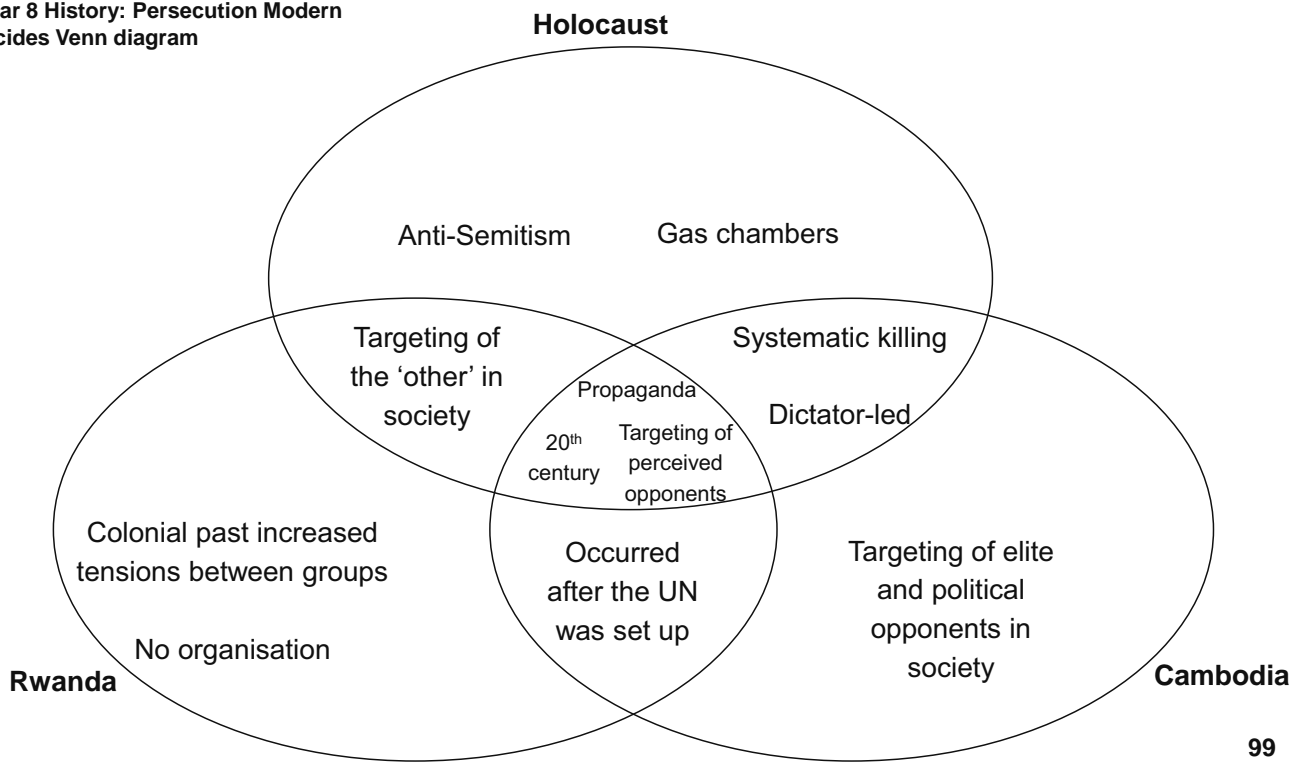 ar 8 History: Persecution Modern
cides Venn diagram
Holocaust
Anti-Semitism
Gas chambers
Targeting of
the ‘other’ in
society
Propaganda
20th
century
Targeting of
perceived
opponents
Systematic killing
Dictator-led
Colonial past increased
tensions between groups
No organisation
Rwanda
Occurred
after the UN
was set up
Targeting of elite
and political
opponents in
society
Cambodia
99